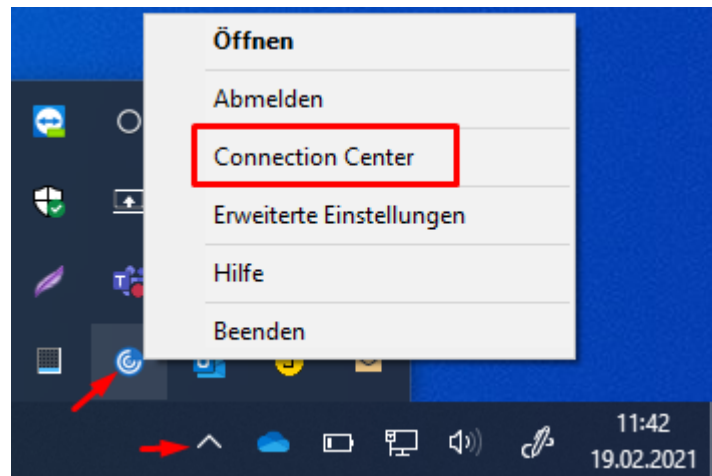 Öffnen
Abmelden
Connection Center
Erweiterte Einstellungen
Hilfe
Beenden
11:42
19.02.2021